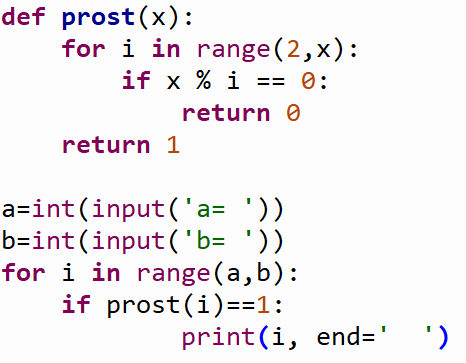 def prost(x):
    for i in range(2,x):
        if x % i == 0:
            return 0
    return 1

a=int(input('a= '))
b=int(input('b= '))
for i in range(a,b):
    if prost(i)==1:
            print(i, end='  ')